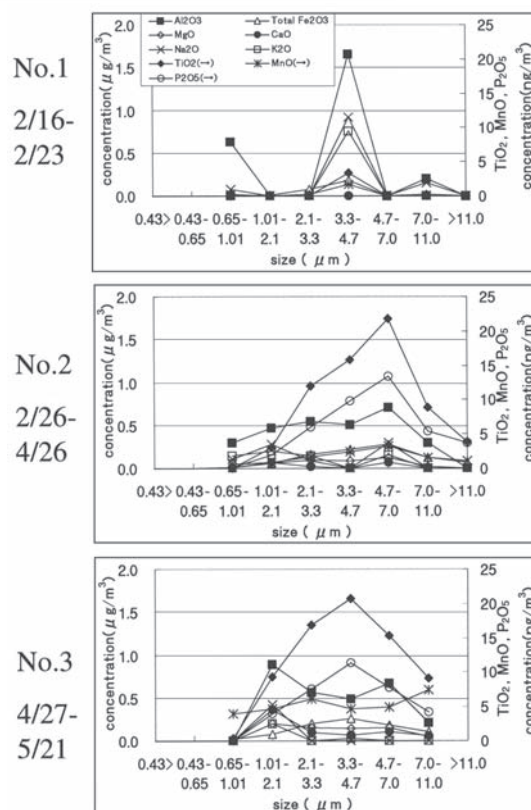 No.1
2/16-
2/23
Al2O3
Total Fe2O3
MgO
CaO
Na2O
K2O
TiO2(→)
MnO(→)
P2O5(→)
concentration(μg/m³)
2.0
1.5
1.0
0.5
0.0
25
20
15
10
5
0
TiO₂, MnO, P₂O₅
concentration(ng/m³)
0.43> 0.43- 0.65- 1.01- 2.1- 3.3- 4.7- 7.0- >11.0
0.65 1.01 2.1 3.3 4.7 7.0 11.0
size ( μm )
No.2
2/26-
4/26
concentration(μg/m³)
2.0
1.5
1.0
0.5
0.0
25
20
15
10
5
0
TiO₂, MnO, P₂O₅
concentration(ng/m³)
0.43> 0.43- 0.65- 1.01- 2.1- 3.3- 4.7- 7.0- >11.0
0.65 1.01 2.1 3.3 4.7 7.0 11.0
size ( μm )
No.3
4/27-
5/21
concentration(μg/m³)
2.0
1.5
1.0
0.5
0.0
25
20
15
10
5
0
TiO₂, MnO, P₂O₅
concentration(ng/m³)
0.43> 0.43- 0.65- 1.01- 2.1- 3.3- 4.7- 7.0- >11.0
0.65 1.01 2.1 3.3 4.7 7.0 11.0
size ( μm )